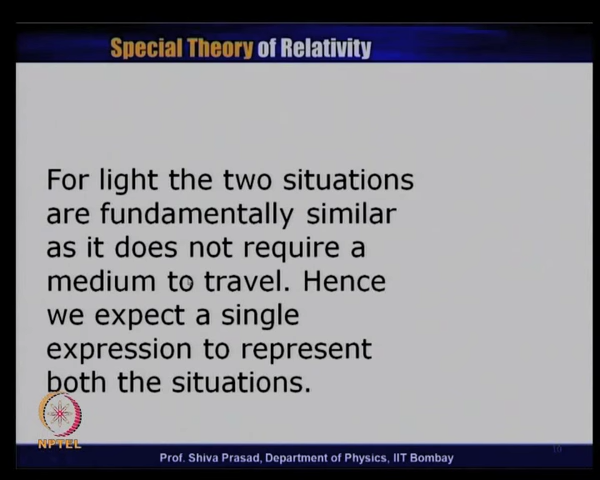 Special Theory of Relativity
For light the two situations
are fundamentally similar
as it does not require a
medium to travel. Hence
we expect a single
expression to represent
both the situations.
NPTEL
Prof. Shiva Prasad, Department of Physics, IIT Bombay
10